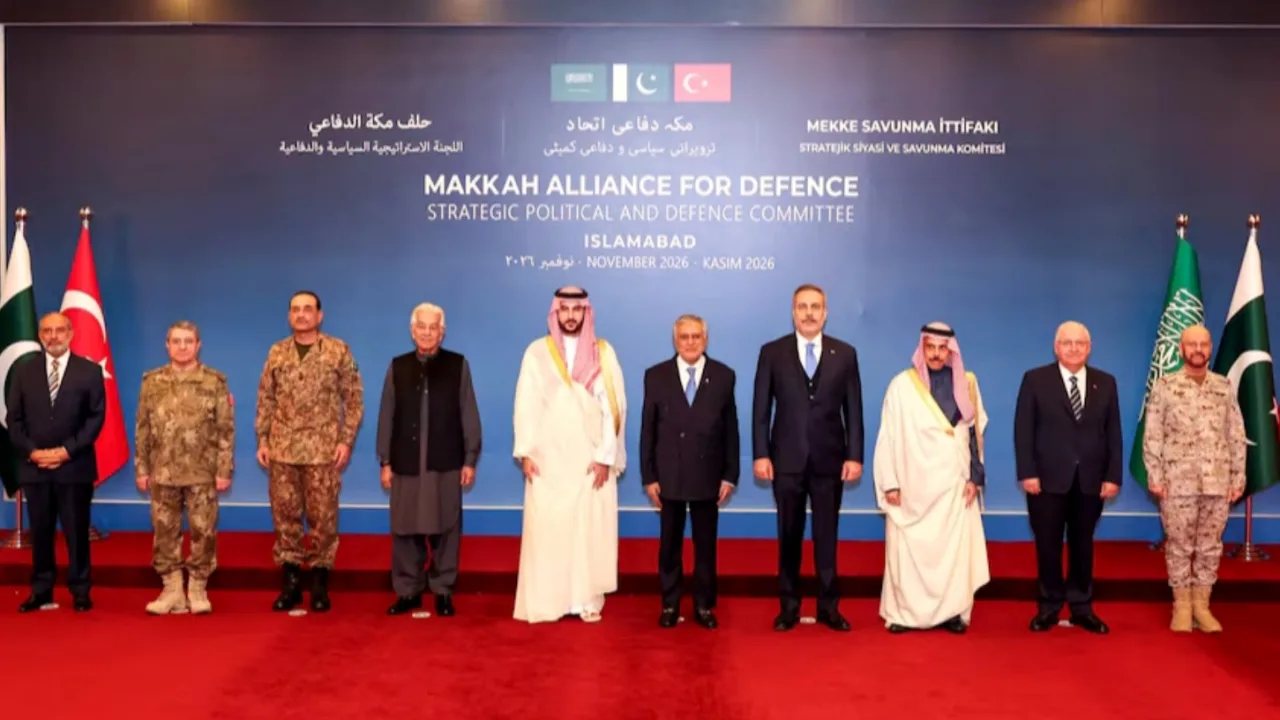 حلف مكة الدفاعي
اللجنة الاستراتيجية السياسية والدفاعية
مکہ دفاعی اتحاد
تزویراتی سیاسی و دفاعی کمیٹی
MEKKE SAVUNMA İTTİFAKI
STRATEJİK SİYASİ VE SAVUNMA KOMİTESİ
MAKKAH ALLIANCE FOR DEFENCE
STRATEGIC POLITICAL AND DEFENCE COMMITTEE
ISLAMABAD
نوفمبر ٢٠٢٦ · NOVEMBER 2026 · KASIM 2026